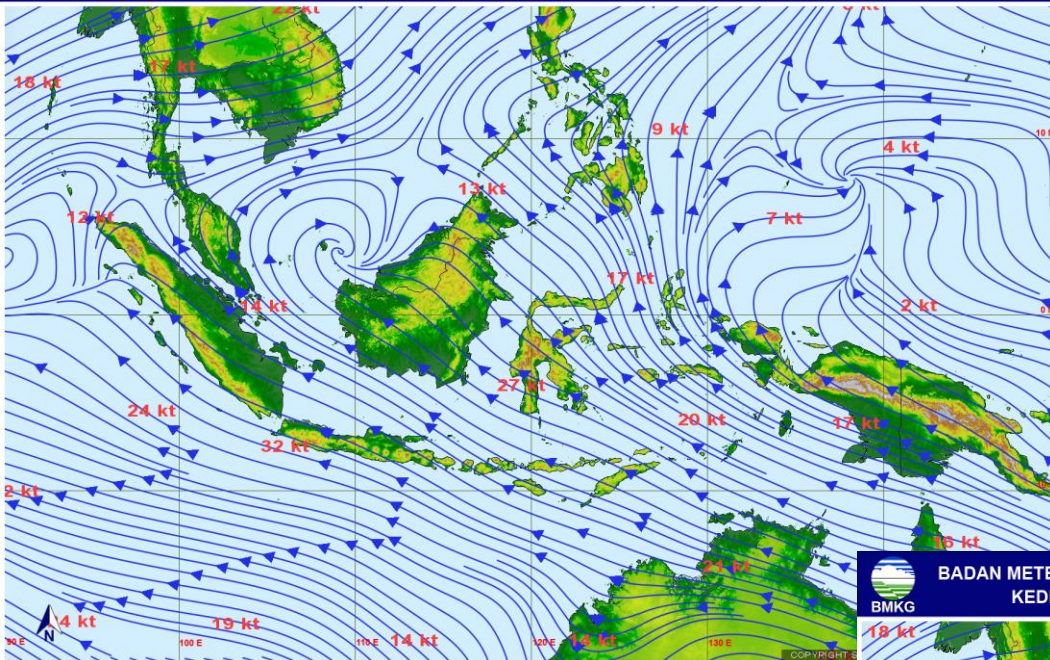 22 kt
17 kt
18 kt
9 kt
10 N
4 kt
13 kt
12 kt
7 kt
17 kt
14 kt
2 kt
27 kt
24 kt
20 kt
17 kt
32 kt
2 kt
16 kt
21 kt
BADAN METE
KED
BMKG
4 kt
N
19 kt
14 kt
14 kt
18 kt
90 E
100 E
110 E
120 E
130 E
COPYRIGHT S